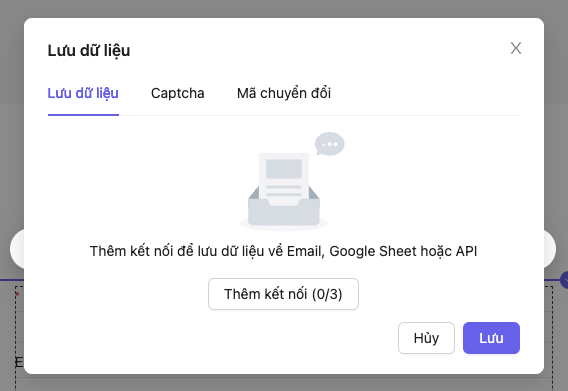 Lưu dữ liệu
Lưu dữ liệu Captcha Mã chuyển đổi
Thêm kết nối để lưu dữ liệu về Email, Google Sheet hoặc API
Thêm kết nối (0/3)
Hủy Lưu